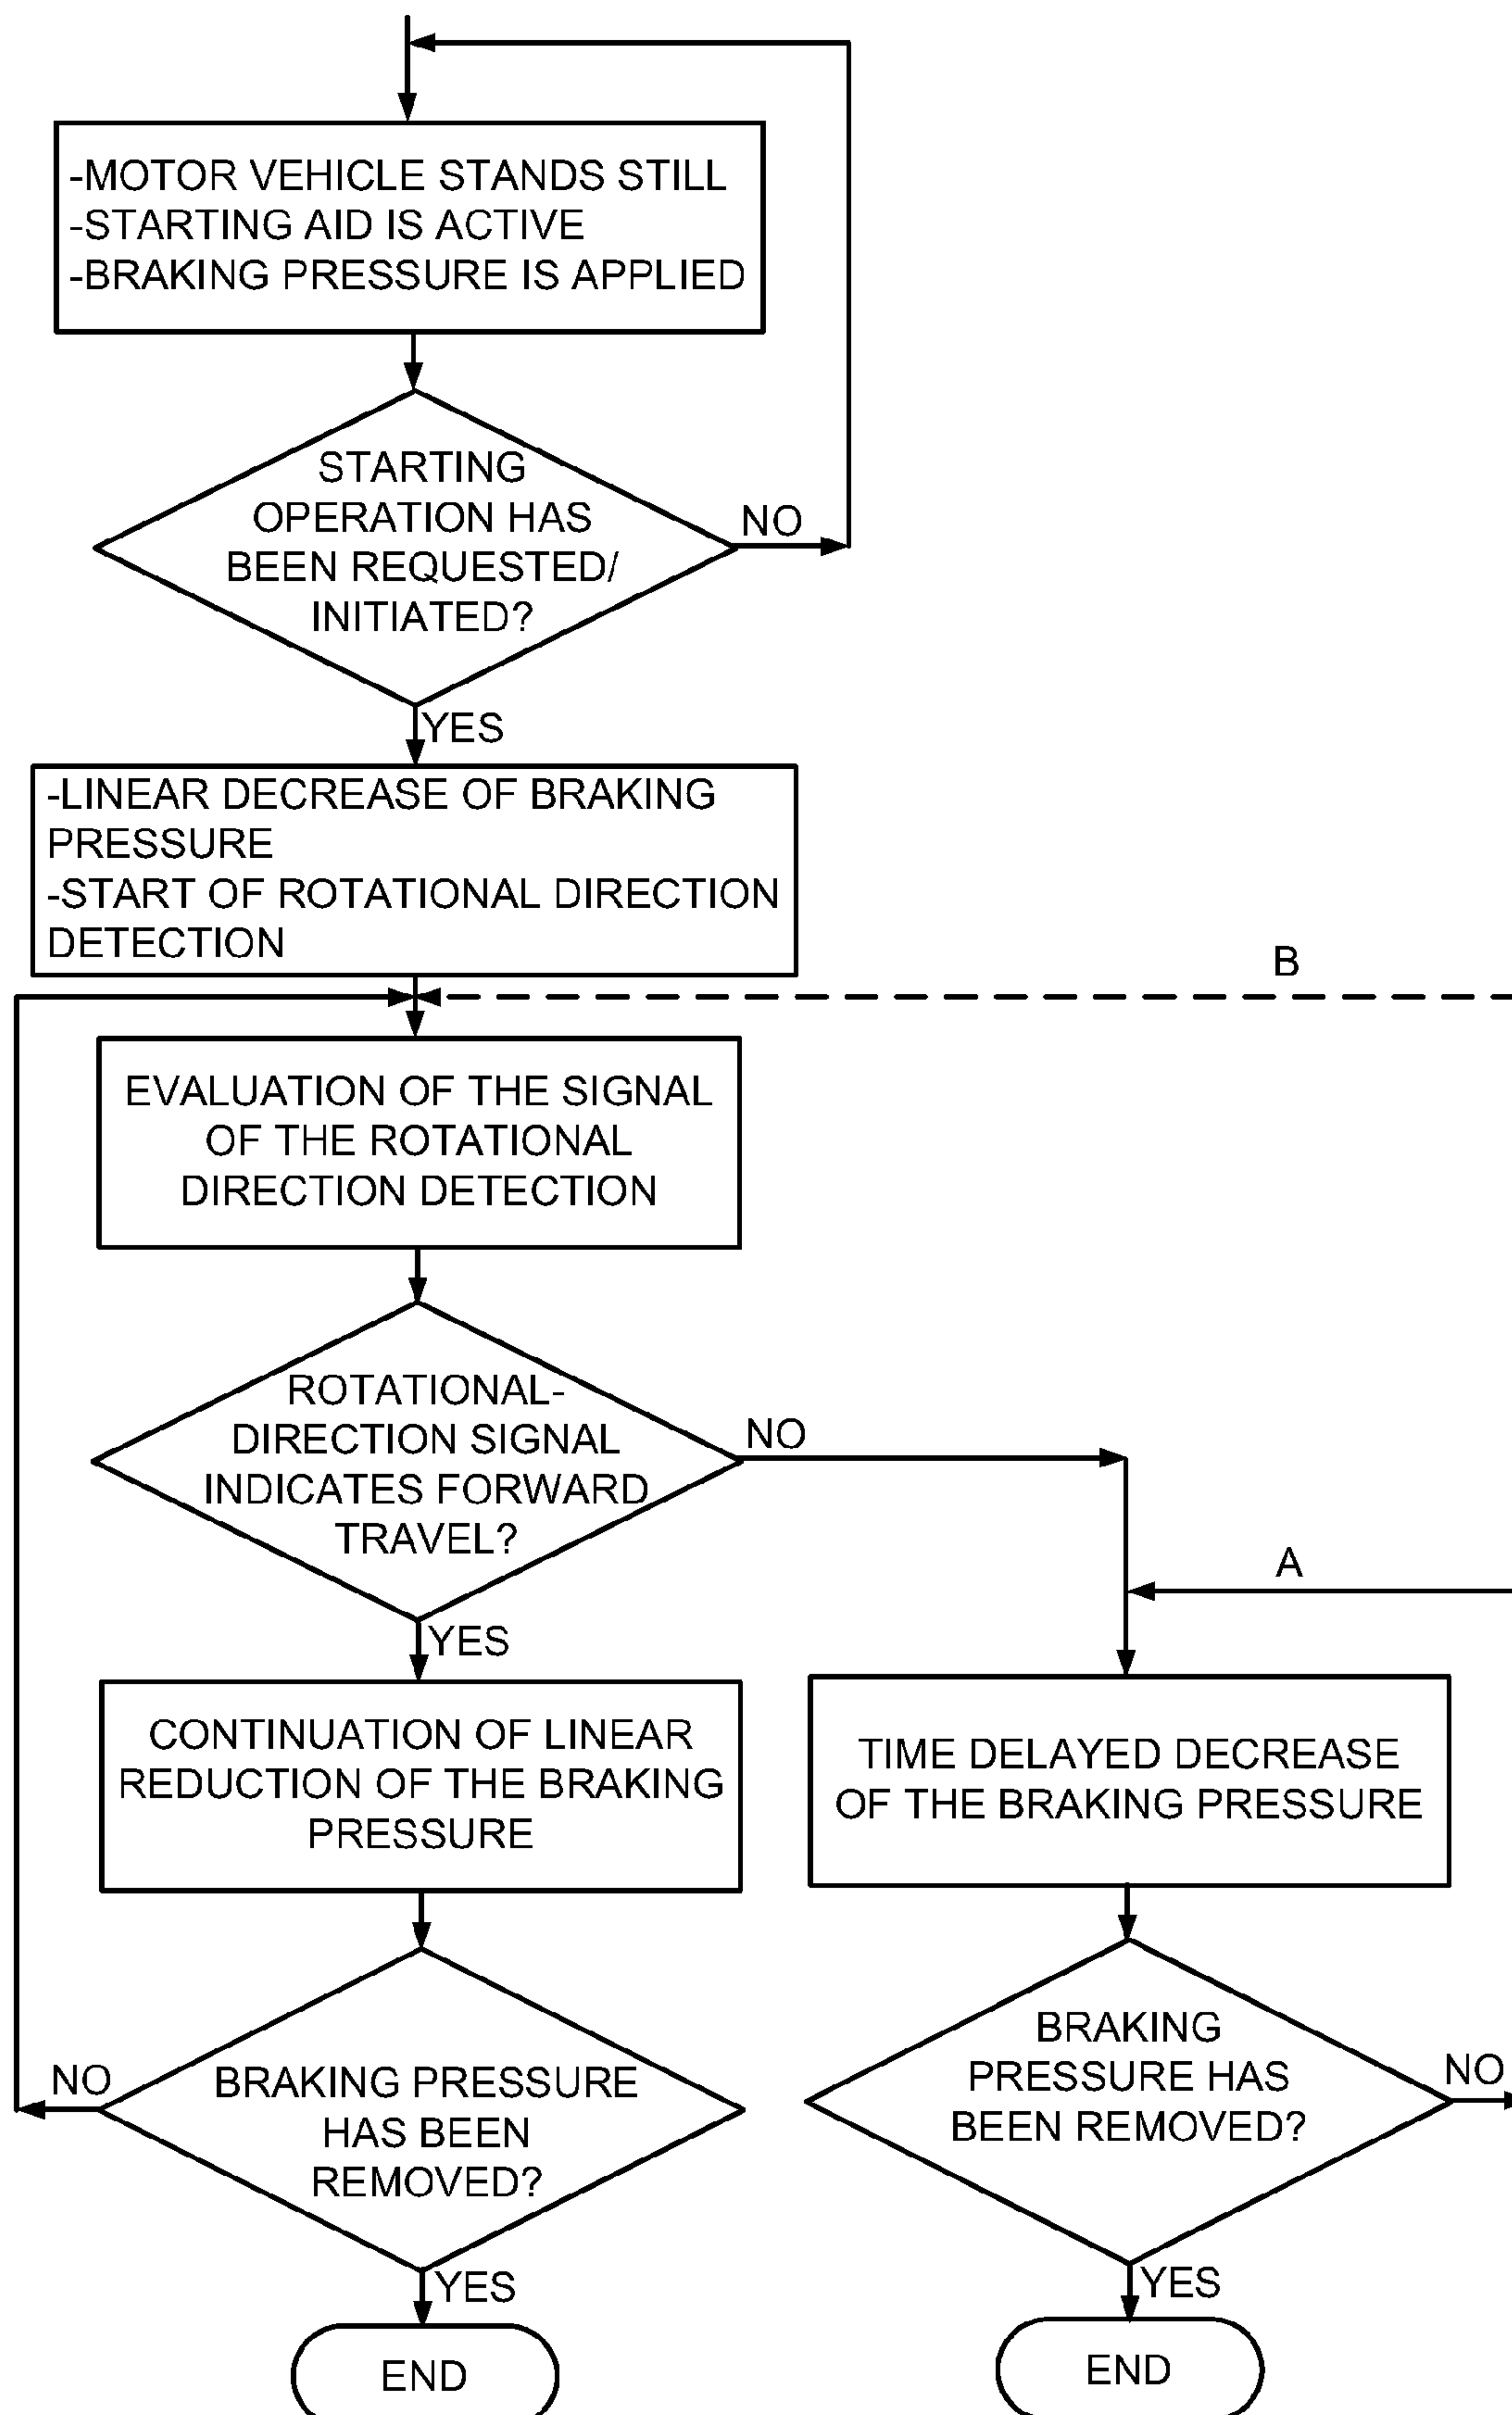 -MOTOR VEHICLE STANDS STILL
-STARTING AID IS ACTIVE
-BRAKING PRESSURE IS APPLIED
STARTING
OPERATION HAS
BEEN REQUESTED/
INITIATED?
NO
YES
-LINEAR DECREASE OF BRAKING
PRESSURE
-START OF ROTATIONAL DIRECTION
DETECTION
B
EVALUATION OF THE SIGNAL
OF THE ROTATIONAL
DIRECTION DETECTION
ROTATIONAL-
DIRECTION SIGNAL
INDICATES FORWARD
TRAVEL?
NO
A
YES
CONTINUATION OF LINEAR
REDUCTION OF THE BRAKING
PRESSURE
TIME DELAYED DECREASE
OF THE BRAKING PRESSURE
NO
BRAKING PRESSURE
HAS BEEN
REMOVED?
BRAKING
PRESSURE HAS
BEEN REMOVED?
NO
YES
YES
END
END